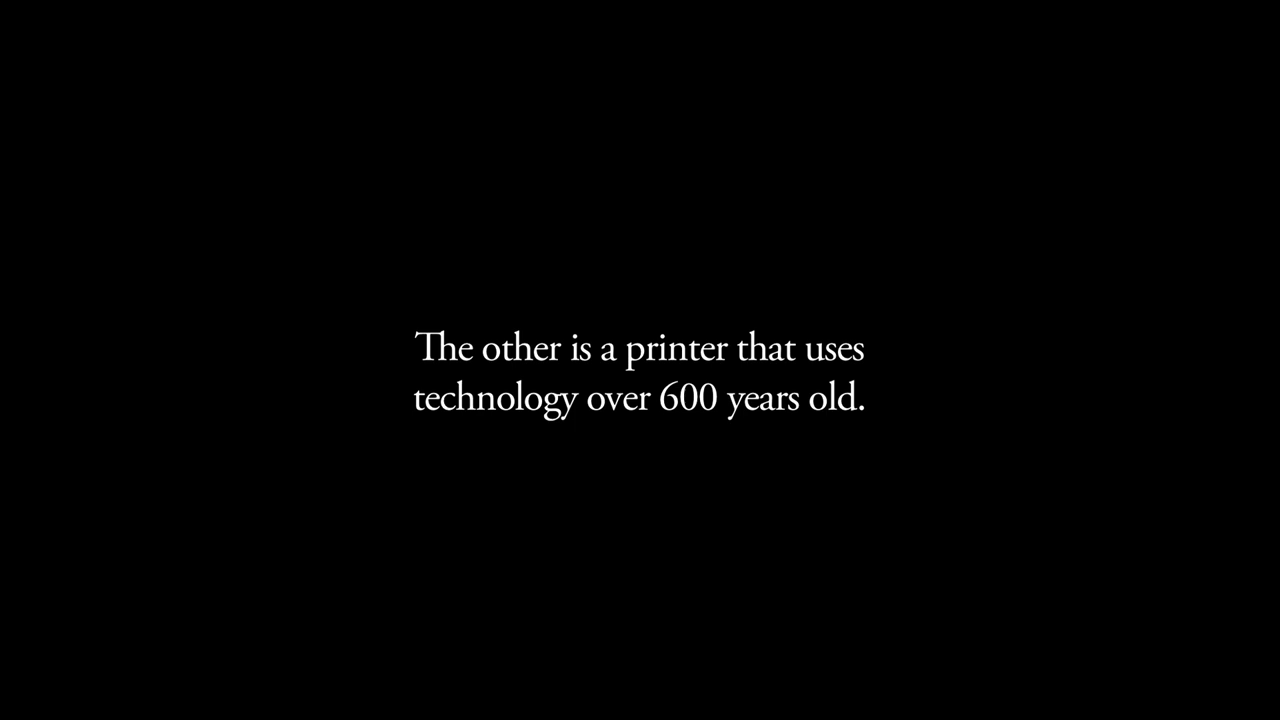 The other is a printer that uses
technology over 600 years old.